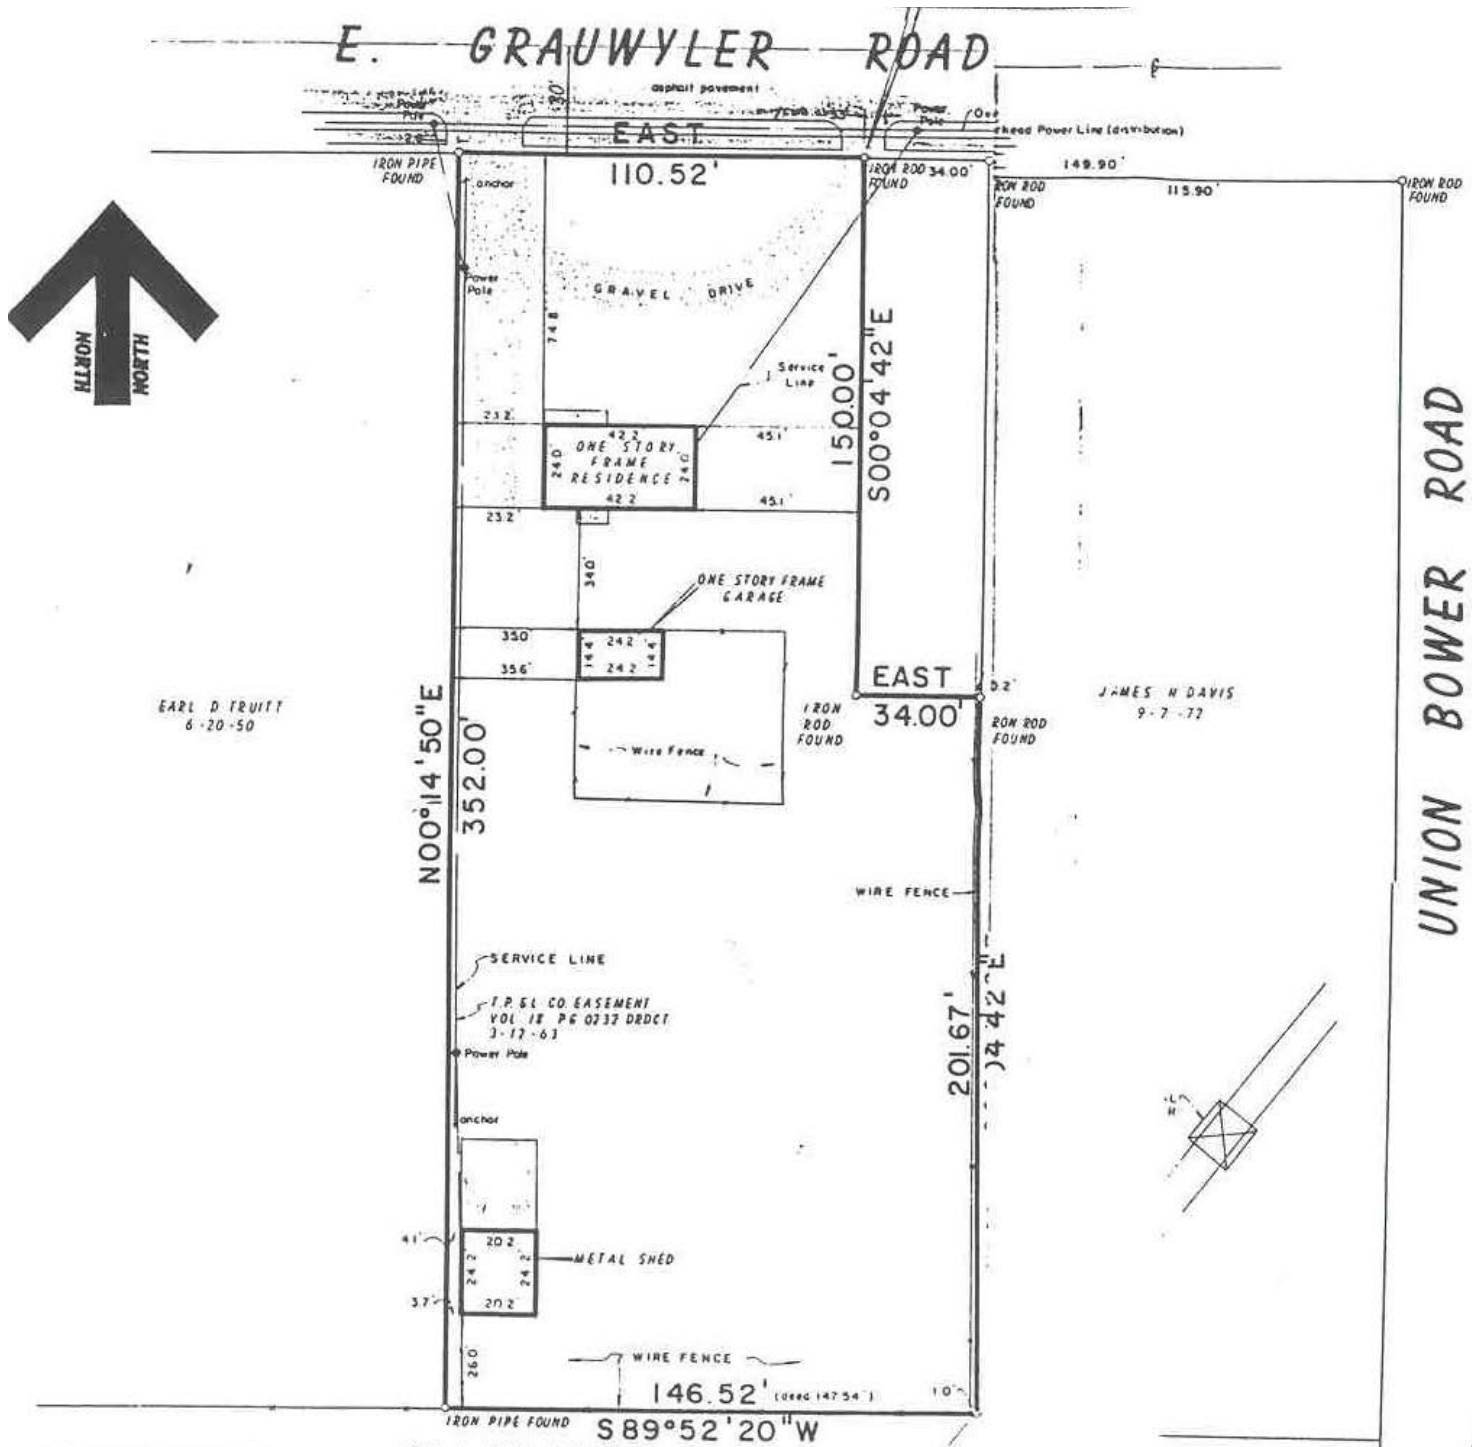 E. GRAUWYLER ROAD
asphalt pavement
30'
Power
Pole
Power
Pole
Overhead Power Line (distribution)
EAST
110.52'
IRON PIPE
FOUND
anchor
IRON ROD
FOUND
34.00'
IRON ROD
FOUND
149.90'
115.90'
IRON ROD
FOUND
NORTH
NORTH
Power
Pole
GRAVEL DRIVE
74.8'
Service
Line
150.00'
S00°04'42"E
23.2'
42.2
45.1'
ONE STORY
FRAME
RESIDENCE
24.0'
24.0
42.2
23.2'
45.1'
34.0'
ONE STORY FRAME
GARAGE
35.0'
24.2
14.4
14.4
35.6'
24.2
EAST
34.00'
0.2'
IRON
ROD
FOUND
IRON ROD
FOUND
EARL D TRUITT
6-20-50
JAMES H DAVIS
9-7-72
UNION BOWER ROAD
N00°14'50"E
352.00'
Wire Fence
WIRE FENCE
SERVICE LINE
T.P.&L CO. EASEMENT
VOL 18 PG 0232 DRDCT
3-12-63
Power Pole
anchor
201.67'
4'42"E
4.1'
20.2
24.2
24.2
METAL SHED
3.7'
20.2
26.0
WIRE FENCE
146.52' (deed 147.54')
1.0'
IRON PIPE FOUND
S89°52'20"W